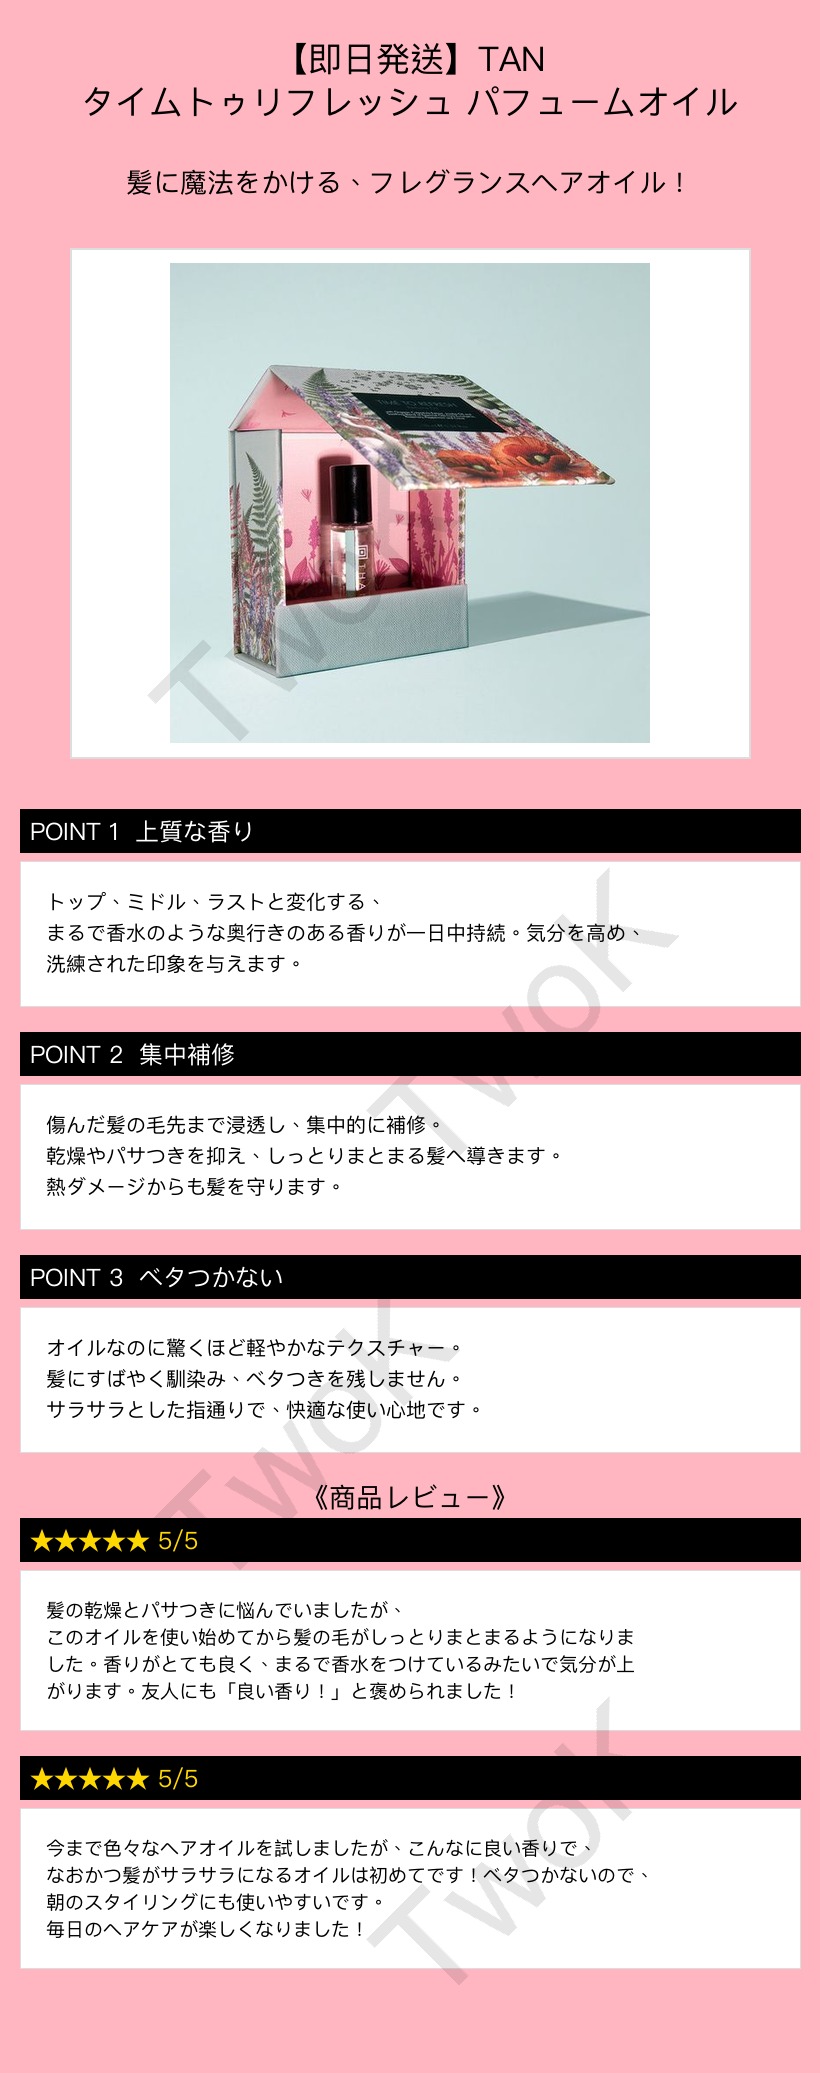 【即日発送】TAN
タイムトゥリフレッシュ パフュームオイル
髪に魔法をかける、フレグランスヘアオイル！
TIME TO REFRESH
THA
TwoK
POINT 1 上質な香り
トップ、ミドル、ラストと変化する、
まるで香水のような奥行きのある香りが一日中持続。気分を高め、
洗練された印象を与えます。
TwoK
POINT 2 集中補修
傷んだ髪の毛先まで浸透し、集中的に補修。
乾燥やパサつきを抑え、しっとりまとまる髪へ導きます。
熱ダメージからも髪を守ります。
POINT 3 ベタつかない
オイルなのに驚くほど軽やかなテクスチャー。
髪にすばやく馴染み、ベタつきを残しません。
サラサラとした指通りで、快適な使い心地です。
TwoK
《商品レビュー》
★★★★★ 5/5
髪の乾燥とパサつきに悩んでいましたが、
このオイルを使い始めてから髪の毛がしっとりまとまるようになりま
した。香りがとても良く、まるで香水をつけているみたいで気分が上
がります。友人にも「良い香り！」と褒められました！
★★★★★ 5/5
今まで色々なヘアオイルを試しましたが、こんなに良い香りで、
なおかつ髪がサラサラになるオイルは初めてです！ベタつかないので、
朝のスタイリングにも使いやすいです。
毎日のヘアケアが楽しくなりました！
TwoK